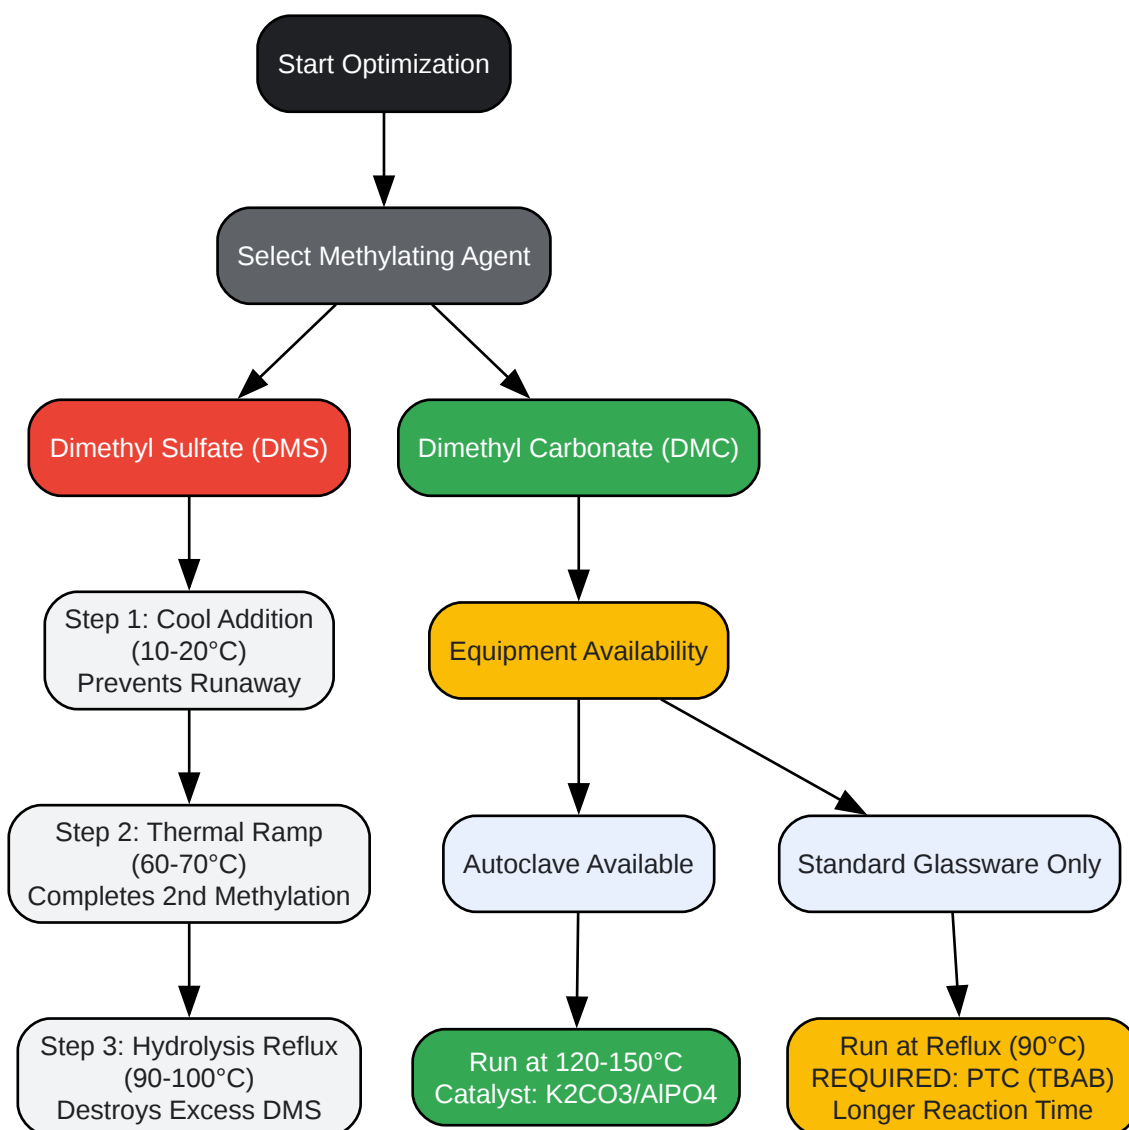 Start Optimization
Select Methylating Agent
Dimethyl Sulfate (DMS)
Dimethyl Carbonate (DMC)
Step 1: Cool Addition
(10-20°C)
Prevents Runaway
Equipment Availability
Step 2: Thermal Ramp
(60-70°C)
Completes 2nd Methylation
Autoclave Available
Standard Glassware Only
Step 3: Hydrolysis Reflux
(90-100°C)
Destroys Excess DMS
Run at 120-150°C
Catalyst: K2CO3/AlPO4
Run at Reflux (90°C)
REQUIRED: PTC (TBAB)
Longer Reaction Time